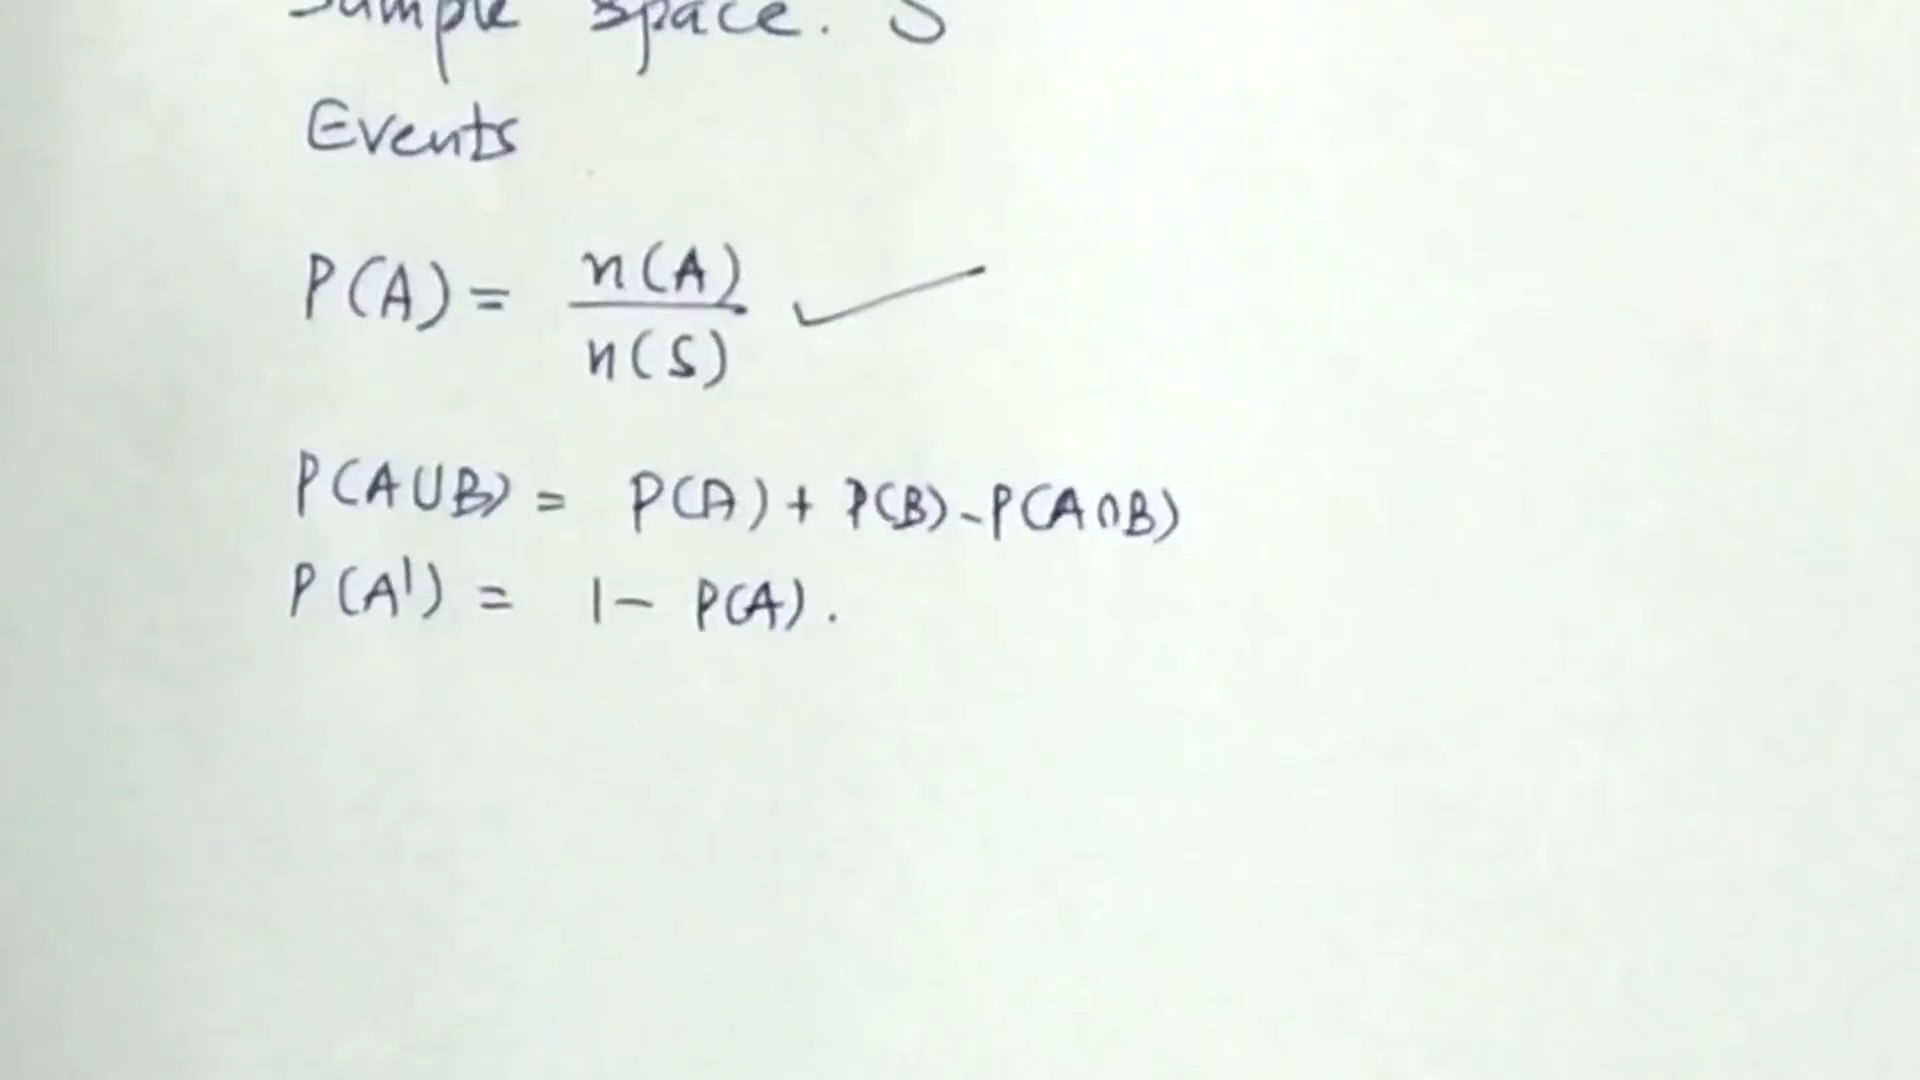 Sample space. S
Events
P(A) = n(A) / n(S) ✓
P(A∪B) = P(A) + P(B) - P(A∩B)
P(A') = 1 - P(A).